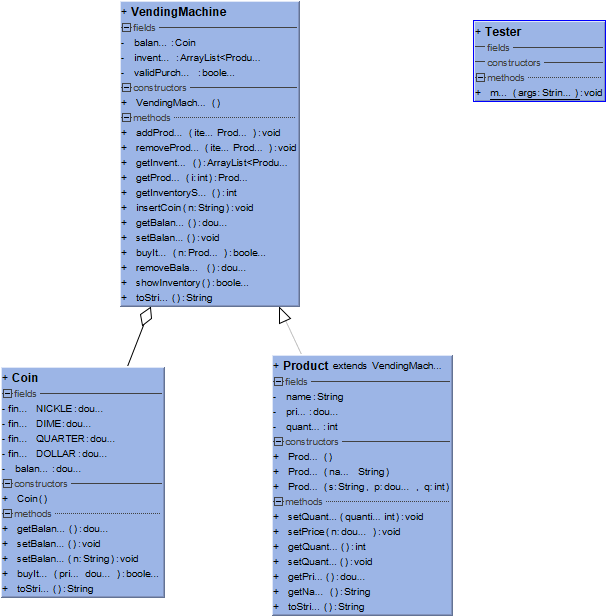 + VendingMachine
fields
- balan... : Coin
- invent... : ArrayList<Produ...
- validPurch... : boole...
constructors
+ VendingMach... ()
methods
+ addProd... (ite... Prod... ) : void
+ removeProd... (ite... Prod... ) : void
+ getInvent... () : ArrayList<Produ...
+ getProd... (i: int) : Prod...
+ getInventoryS... () : int
+ insertCoin (n: String) : void
+ getBalan... () : dou...
+ setBalan... () : void
+ buyIt... (n: Prod... ) : boole...
+ removeBala... () : dou...
+ showInventory() : boole...
+ toStri... () : String
+ Tester
fields
constructors
methods
+ m... (args: Strin... ) : void
+ Coin
fields
- fin... NICKLE : dou...
- fin... DIME : dou...
- fin... QUARTER : dou...
- fin... DOLLAR : dou...
- balan... : dou...
constructors
+ Coin()
methods
+ getBalan... () : dou...
+ setBalan... () : void
+ setBalan... (n: String) : void
+ buyIt... (pri... dou... ) : boole...
+ toStri... () : String
+ Product extends VendingMach...
fields
- name : String
- pri... : dou...
- quant... : int
constructors
+ Prod... ()
+ Prod... (na... String)
+ Prod... (s: String, p: dou... , q: int)
methods
+ setQuant... (quanti... int) : void
+ setPrice (n: dou... ) : void
+ getQuant... () : int
+ setQuant... () : void
+ getPri... () : dou...
+ getNa... () : String
+ toStri... () : String